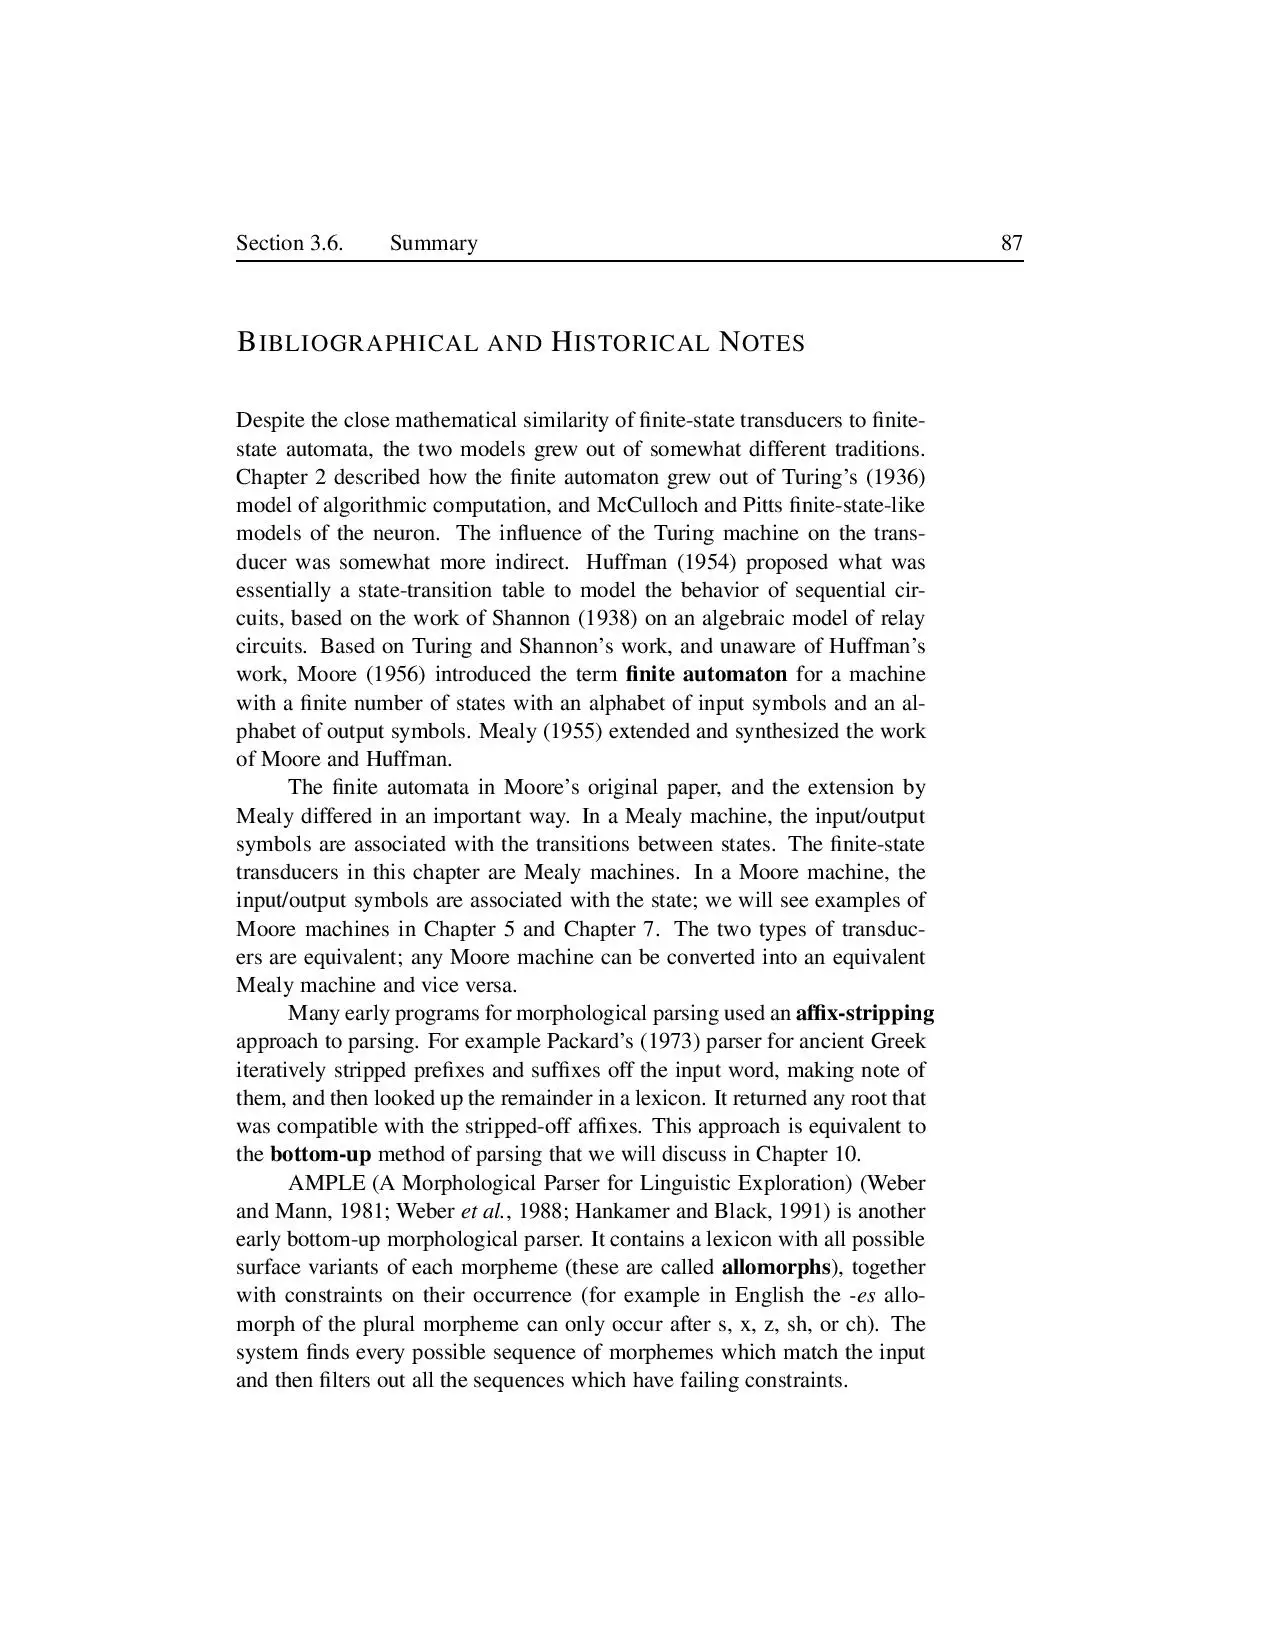 Section 3.6. Summary 87
BIBLIOGRAPHICAL AND HISTORICAL NOTES
Despite the close mathematical similarity of finite-state transducers to finite-
state automata, the two models grew out of somewhat different traditions.
Chapter 2 described how the finite automaton grew out of Turing's (1936)
model of algorithmic computation, and McCulloch and Pitts finite-state-like
models of the neuron. The influence of the Turing machine on the trans-
ducer was somewhat more indirect. Huffman (1954) proposed what was
essentially a state-transition table to model the behavior of sequential cir-
cuits, based on the work of Shannon (1938) on an algebraic model of relay
circuits. Based on Turing and Shannon's work, and unaware of Huffman's
work, Moore (1956) introduced the term finite automaton for a machine
with a finite number of states with an alphabet of input symbols and an al-
phabet of output symbols. Mealy (1955) extended and synthesized the work
of Moore and Huffman.
The finite automata in Moore's original paper, and the extension by
Mealy differed in an important way. In a Mealy machine, the input/output
symbols are associated with the transitions between states. The finite-state
transducers in this chapter are Mealy machines. In a Moore machine, the
input/output symbols are associated with the state; we will see examples of
Moore machines in Chapter 5 and Chapter 7. The two types of transduc-
ers are equivalent; any Moore machine can be converted into an equivalent
Mealy machine and vice versa.
Many early programs for morphological parsing used an affix-stripping
approach to parsing. For example Packard's (1973) parser for ancient Greek
iteratively stripped prefixes and suffixes off the input word, making note of
them, and then looked up the remainder in a lexicon. It returned any root that
was compatible with the stripped-off affixes. This approach is equivalent to
the bottom-up method of parsing that we will discuss in Chapter 10.
AMPLE (A Morphological Parser for Linguistic Exploration) (Weber
and Mann, 1981; Weber et al., 1988; Hankamer and Black, 1991) is another
early bottom-up morphological parser. It contains a lexicon with all possible
surface variants of each morpheme (these are called allomorphs), together
with constraints on their occurrence (for example in English the -es allo-
morph of the plural morpheme can only occur after s, x, z, sh, or ch). The
system finds every possible sequence of morphemes which match the input
and then filters out all the sequences which have failing constraints.